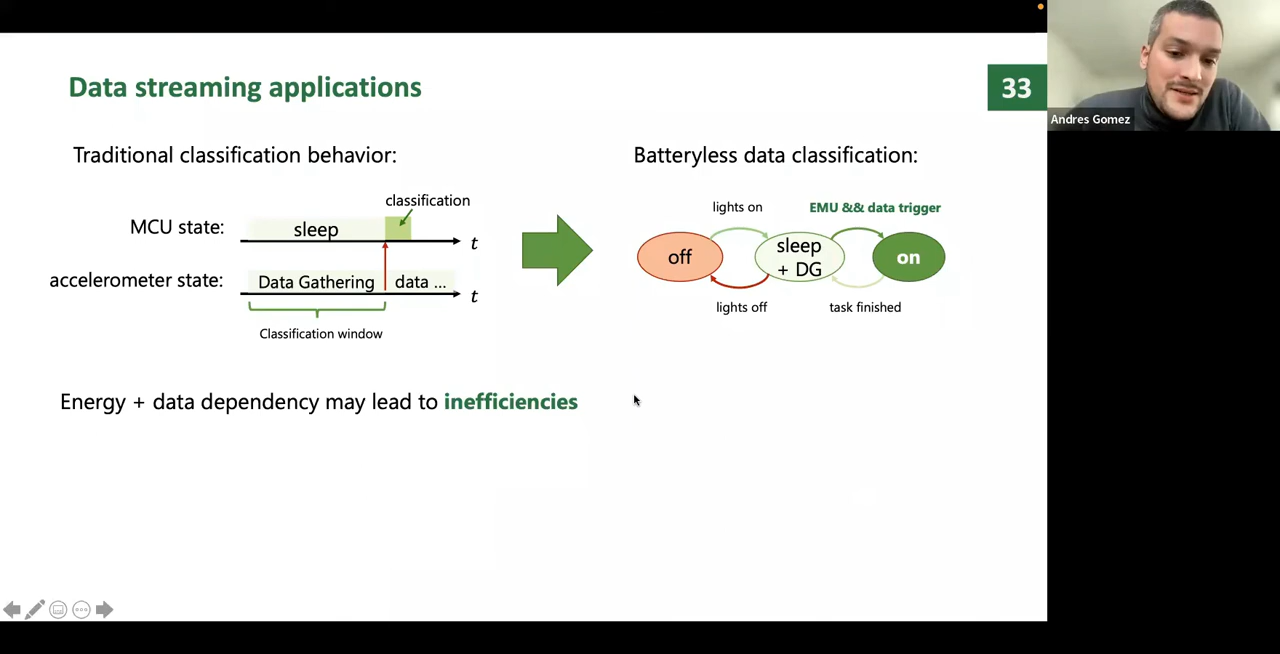 Data streaming applications
33
Andres Gomez
Traditional classification behavior:
classification
MCU state:
sleep
t
accelerometer state:
Data Gathering
data ...
t
Classification window
Batteryless data classification:
lights on
EMU && data trigger
off
sleep
+ DG
on
lights off
task finished
Energy + data dependency may lead to inefficiencies